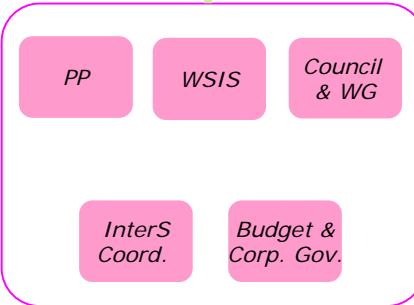 PP
WSIS
Council
& WG
InterS
Coord.
Budget &
Corp. Gov.